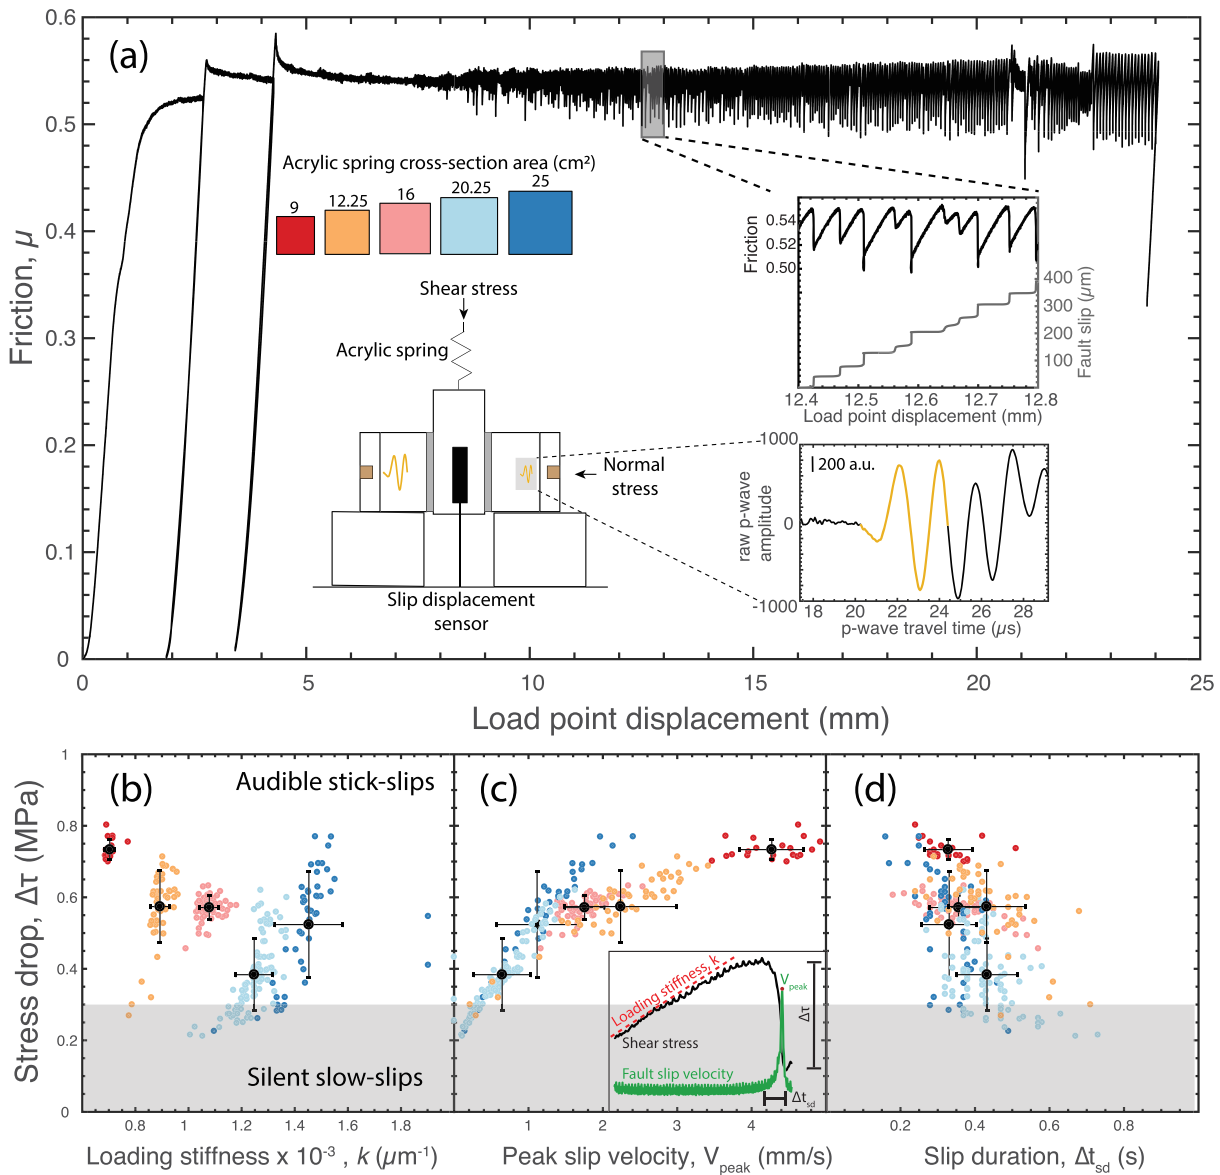 (a)
0.6
0.5
0.4
0.3
0.2
0.1
0
Friction, μ
Acrylic spring cross-section area (cm²)
9
12.25
16
20.25
25
Shear stress
Acrylic spring
Normal
stress
Slip displacement
sensor
0.54
0.52
0.50
Friction
400
300
200
100
Fault slip (μm)
12.4 12.5 12.6 12.7 12.8
Load point displacement (mm)
-1000
0
-1000
raw p-wave
amplitude
200 a.u.
18 20 22 24 26 28
p-wave travel time (μs)
0 5 10 15 20 25
Load point displacement (mm)
1
0.8
0.6
0.4
0.2
0
Stress drop, Δτ (MPa)
(b)
Audible stick-slips
Silent slow-slips
0.8 1 1.2 1.4 1.6 1.8
Loading stiffness x 10⁻³ , k (μm⁻¹)
(c)
Loading stiffness, k
Shear stress
Fault slip velocity
V_peak
Δτ
Δt_sd
1 2 3 4
Peak slip velocity, V_peak (mm/s)
(d)
0.2 0.4 0.6 0.8
Slip duration, Δt_sd (s)